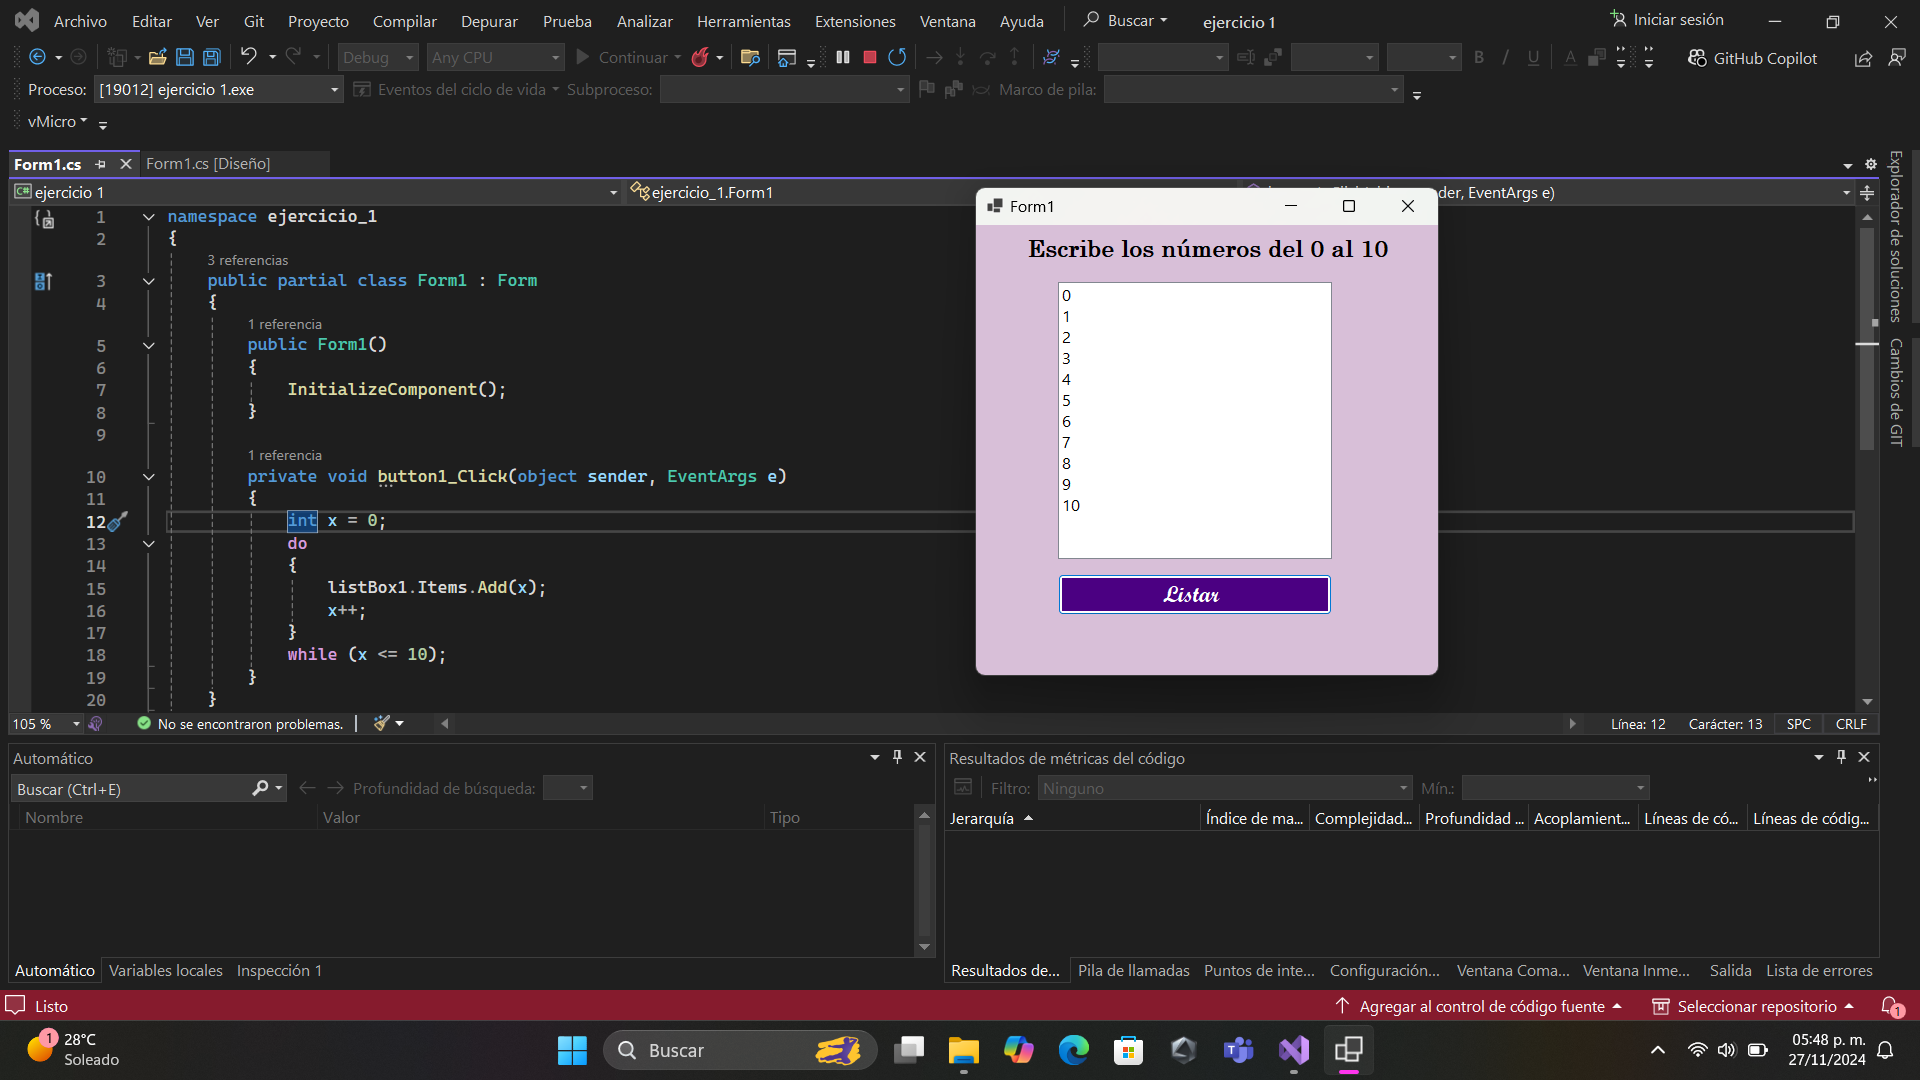 Archivo Editar Ver Git Proyecto Compilar Depurar Prueba Analizar Herramientas Extensiones Ventana Ayuda Buscar ejercicio 1 Iniciar sesión
Debug Any CPU Continuar B I U A GitHub Copilot
Proceso: [19012] ejercicio 1.exe Eventos del ciclo de vida Subproceso: Marco de pila:
vMicro
Form1.cs Form1.cs [Diseño]
C# ejercicio 1 ejercicio_1.Form1 der, EventArgs e)
1 namespace ejercicio_1
2 {
3 referencias
3 public partial class Form1 : Form
4 {
1 referencia
5 public Form1()
6 {
7 InitializeComponent();
8 }
9
1 referencia
10 private void button1_Click(object sender, EventArgs e)
11 {
12 int x = 0;
13 do
14 {
15 listBox1.Items.Add(x);
16 x++;
17 }
18 while (x <= 10);
19 }
20 }
Form1
Escribe los números del 0 al 10
0
1
2
3
4
5
6
7
8
9
10
Listar
Explorador de soluciones
Cambios de GIT
105 % No se encontraron problemas. Línea: 12 Carácter: 13 SPC CRLF
Automático
Buscar (Ctrl+E) Profundidad de búsqueda:
Nombre Valor Tipo
Automático Variables locales Inspección 1
Resultados de métricas del código
Filtro: Ninguno Mín.:
Jerarquía Índice de ma... Complejidad... Profundidad ... Acoplamient... Líneas de có... Líneas de códig...
Resultados de... Pila de llamadas Puntos de inte... Configuración... Ventana Coma... Ventana Inme... Salida Lista de errores
Listo Agregar al control de código fuente Seleccionar repositorio 1
1 28°C
Soleado
Buscar
05:48 p. m.
27/11/2024